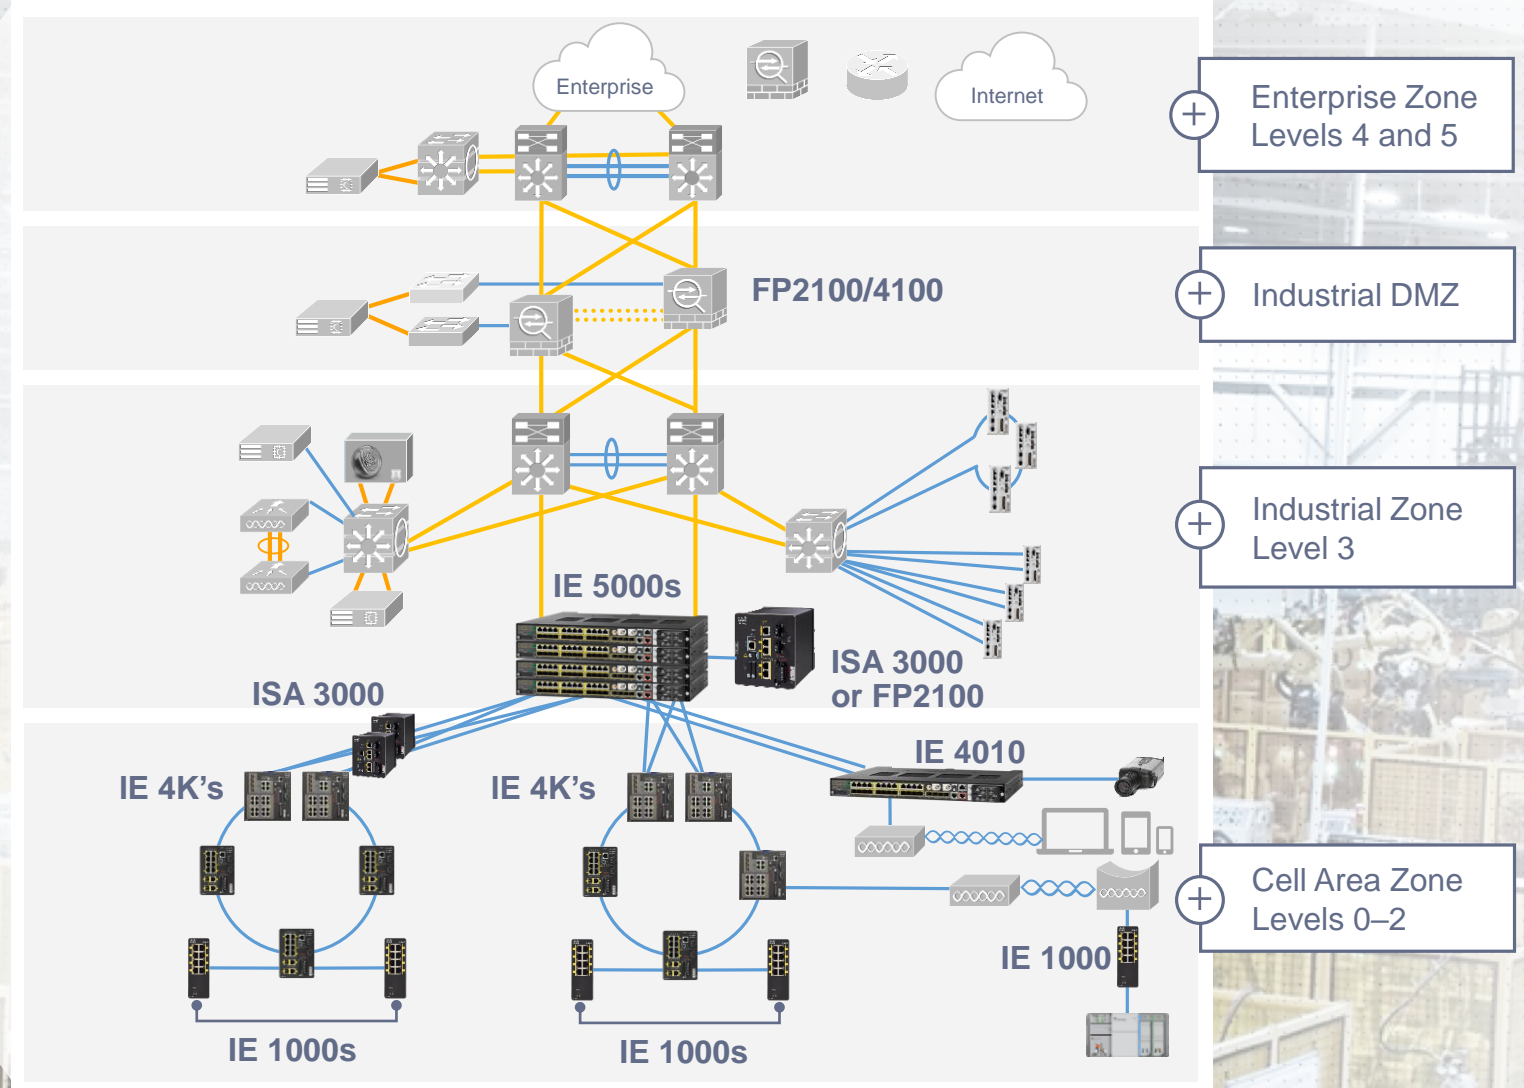 Enterprise
Internet
Enterprise Zone
Levels 4 and 5
FP2100/4100
Industrial DMZ
Industrial Zone
Level 3
IE 5000s
ISA 3000
or FP2100
ISA 3000
IE 4010
IE 4K's
IE 4K's
Cell Area Zone
Levels 0–2
IE 1000
IE 1000s
IE 1000s